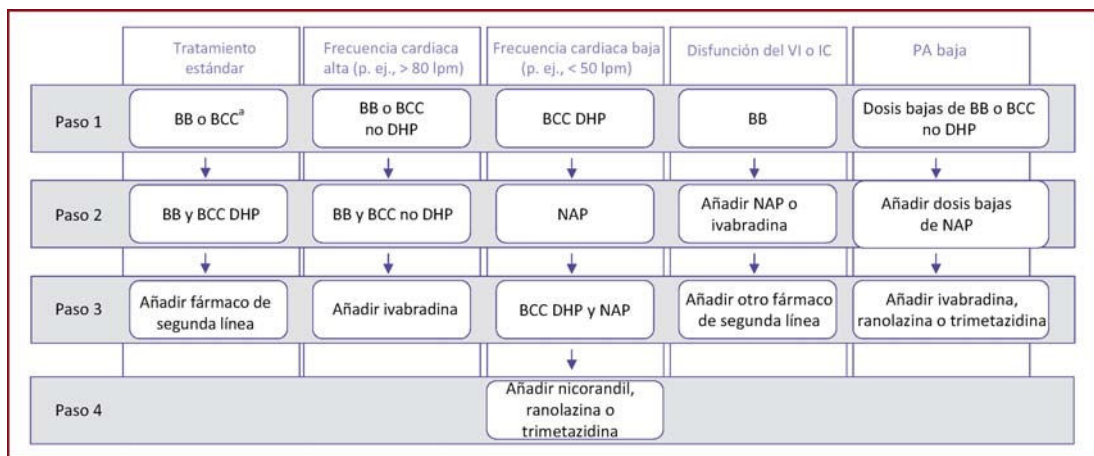 Tratamiento
estándar
Frecuencia cardiaca
alta (p. ej., > 80 lpm)
Frecuencia cardiaca baja
(p. ej., < 50 lpm)
Disfunción del VI o IC
PA baja
Paso 1
BB o BCCª
BB o BCC
no DHP
BCC DHP
BB
Dosis bajas de BB o BCC
no DHP
Paso 2
BB y BCC DHP
BB y BCC no DHP
NAP
Añadir NAP o
ivabradina
Añadir dosis bajas
de NAP
Paso 3
Añadir fármaco de
segunda línea
Añadir ivabradina
BCC DHP y NAP
Añadir otro fármaco
de segunda línea
Añadir ivabradina,
ranolazina o trimetazidina
Paso 4
Añadir nicorandil,
ranolazina o
trimetazidina